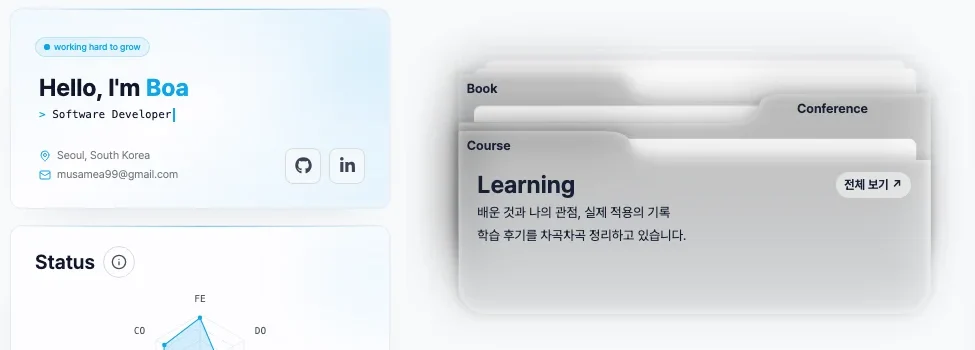 working hard to grow
Hello, I'm Boa
> Software Developer
Seoul, South Korea
musamea99@gmail.com
in
Status
FE
CO
DO
Book
Conference
Course
Learning
전체 보기 ↗
배운 것과 나의 관점, 실제 적용의 기록
학습 후기를 차곡차곡 정리하고 있습니다.